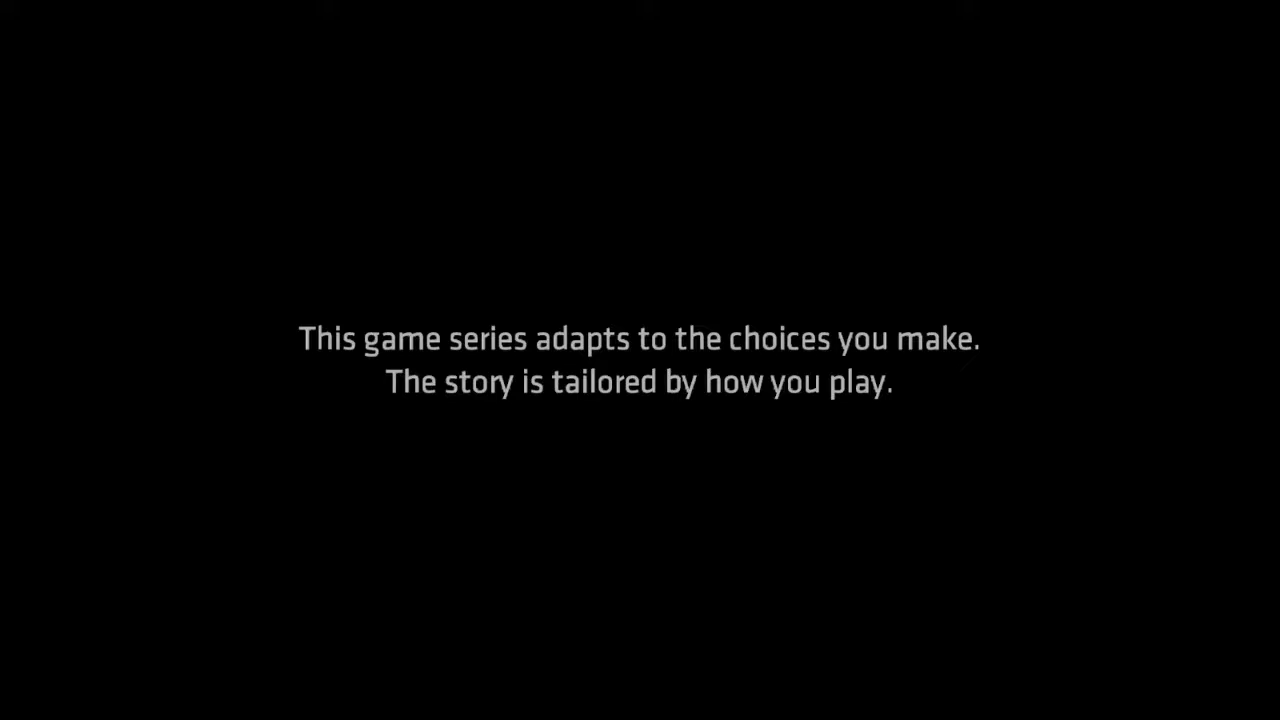 This game series adapts to the choices you make.
The story is tailored by how you play.